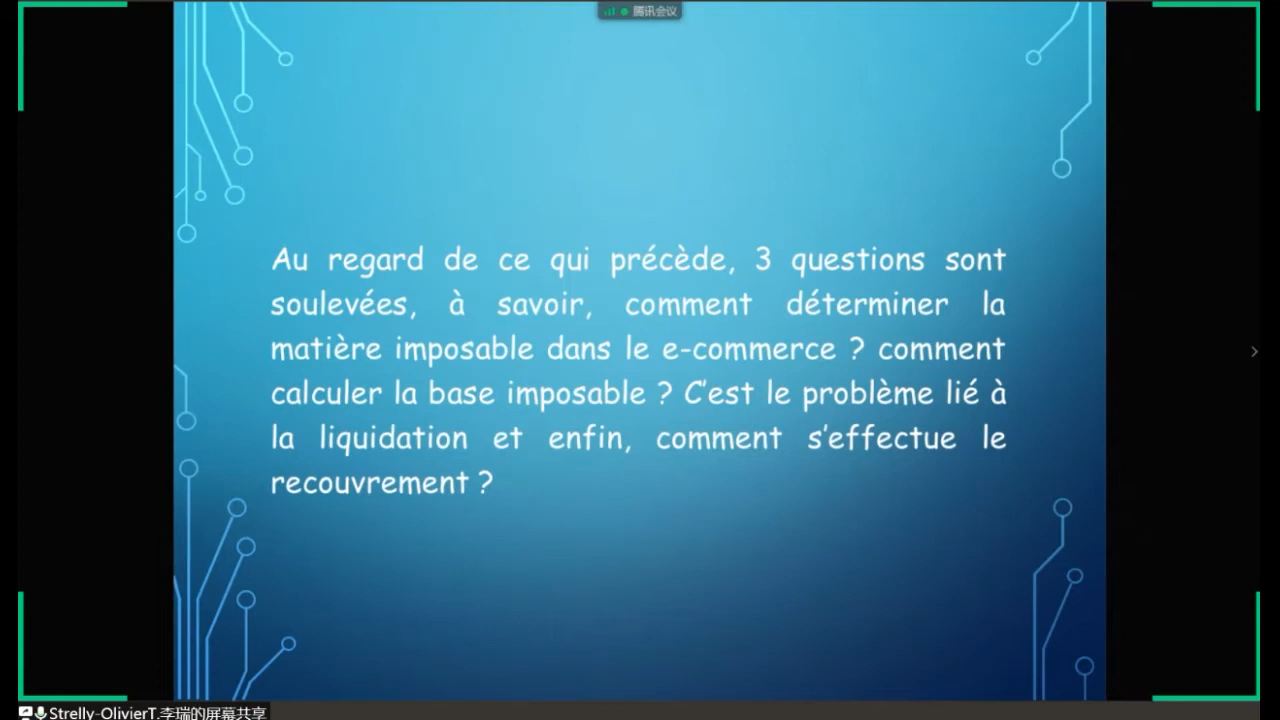 腾讯会议
Au regard de ce qui précède, 3 questions sont
soulevées, à savoir, comment déterminer la
matière imposable dans le e-commerce ? comment
calculer la base imposable ? C'est le problème lié à
la liquidation et enfin, comment s'effectue le
recouvrement ?
Strelly-OlivierT.李瑞的屏幕共享